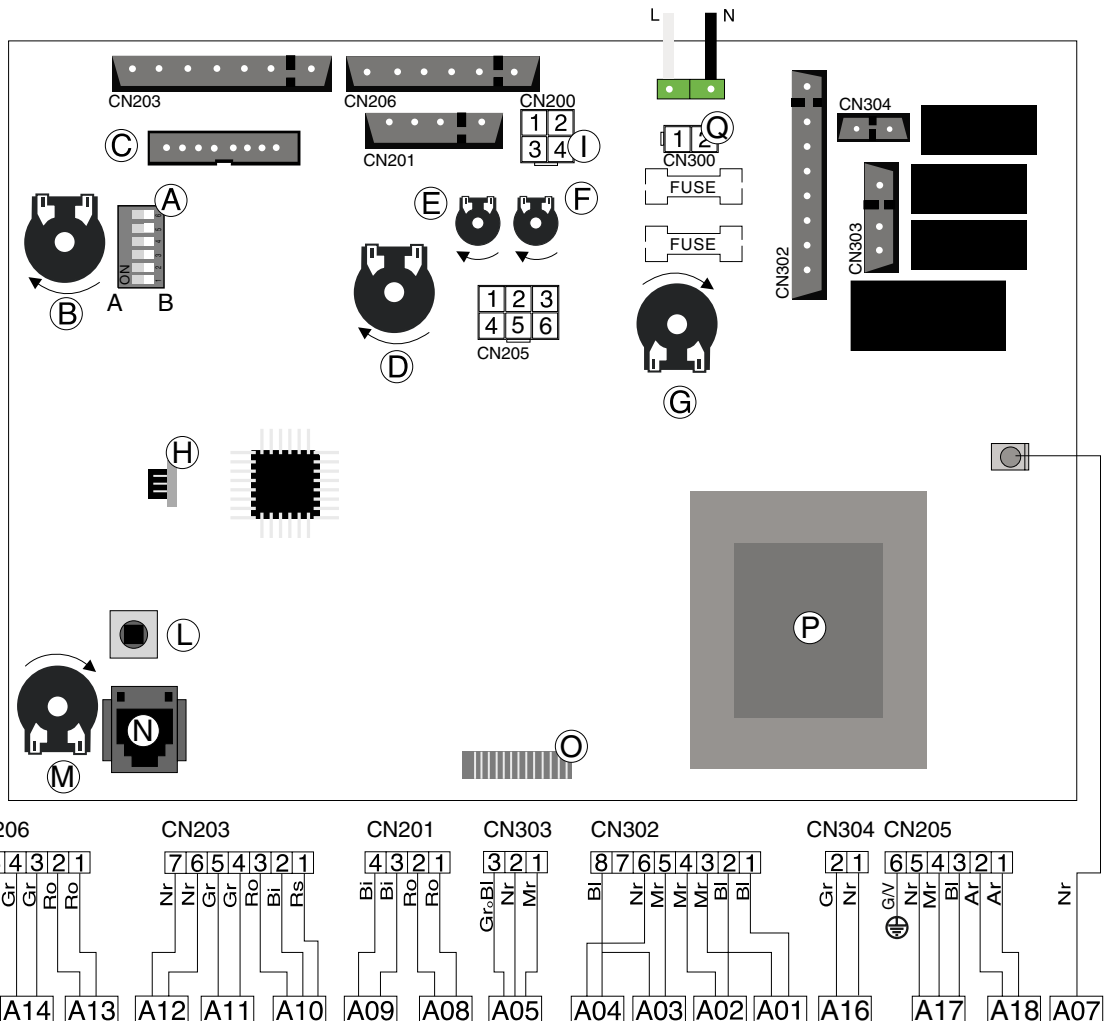 L N
CN203
CN206
CN200
1 2
3 4
I
CN201
C
A
ON
1 2 3 4 5 6
A B
B
E
F
D
1 2 3
4 5 6
CN205
Q
1 2
CN300
FUSE
FUSE
G
CN304
CN303
CN302
H
L
M
N
O
P
206 CN203 CN201 CN303 CN302 CN304 CN205
4 3 2 1 7 6 5 4 3 2 1 4 3 2 1 3 2 1 8 7 6 5 4 3 2 1 2 1 6 5 4 3 2 1
Gr Gr Ro Ro Nr Nr Gr Gr Ro Bi Rs Bi Bi Ro Ro Gr o Bl Nr Mr Bl Nr Mr Mr Mr Bl Bl Gr Nr G/V Nr Mr Bl Ar Ar Nr
A14 A13 A12 A11 A10 A09 A08 A05 A04 A03 A02 A01 A16 A17 A18 A07